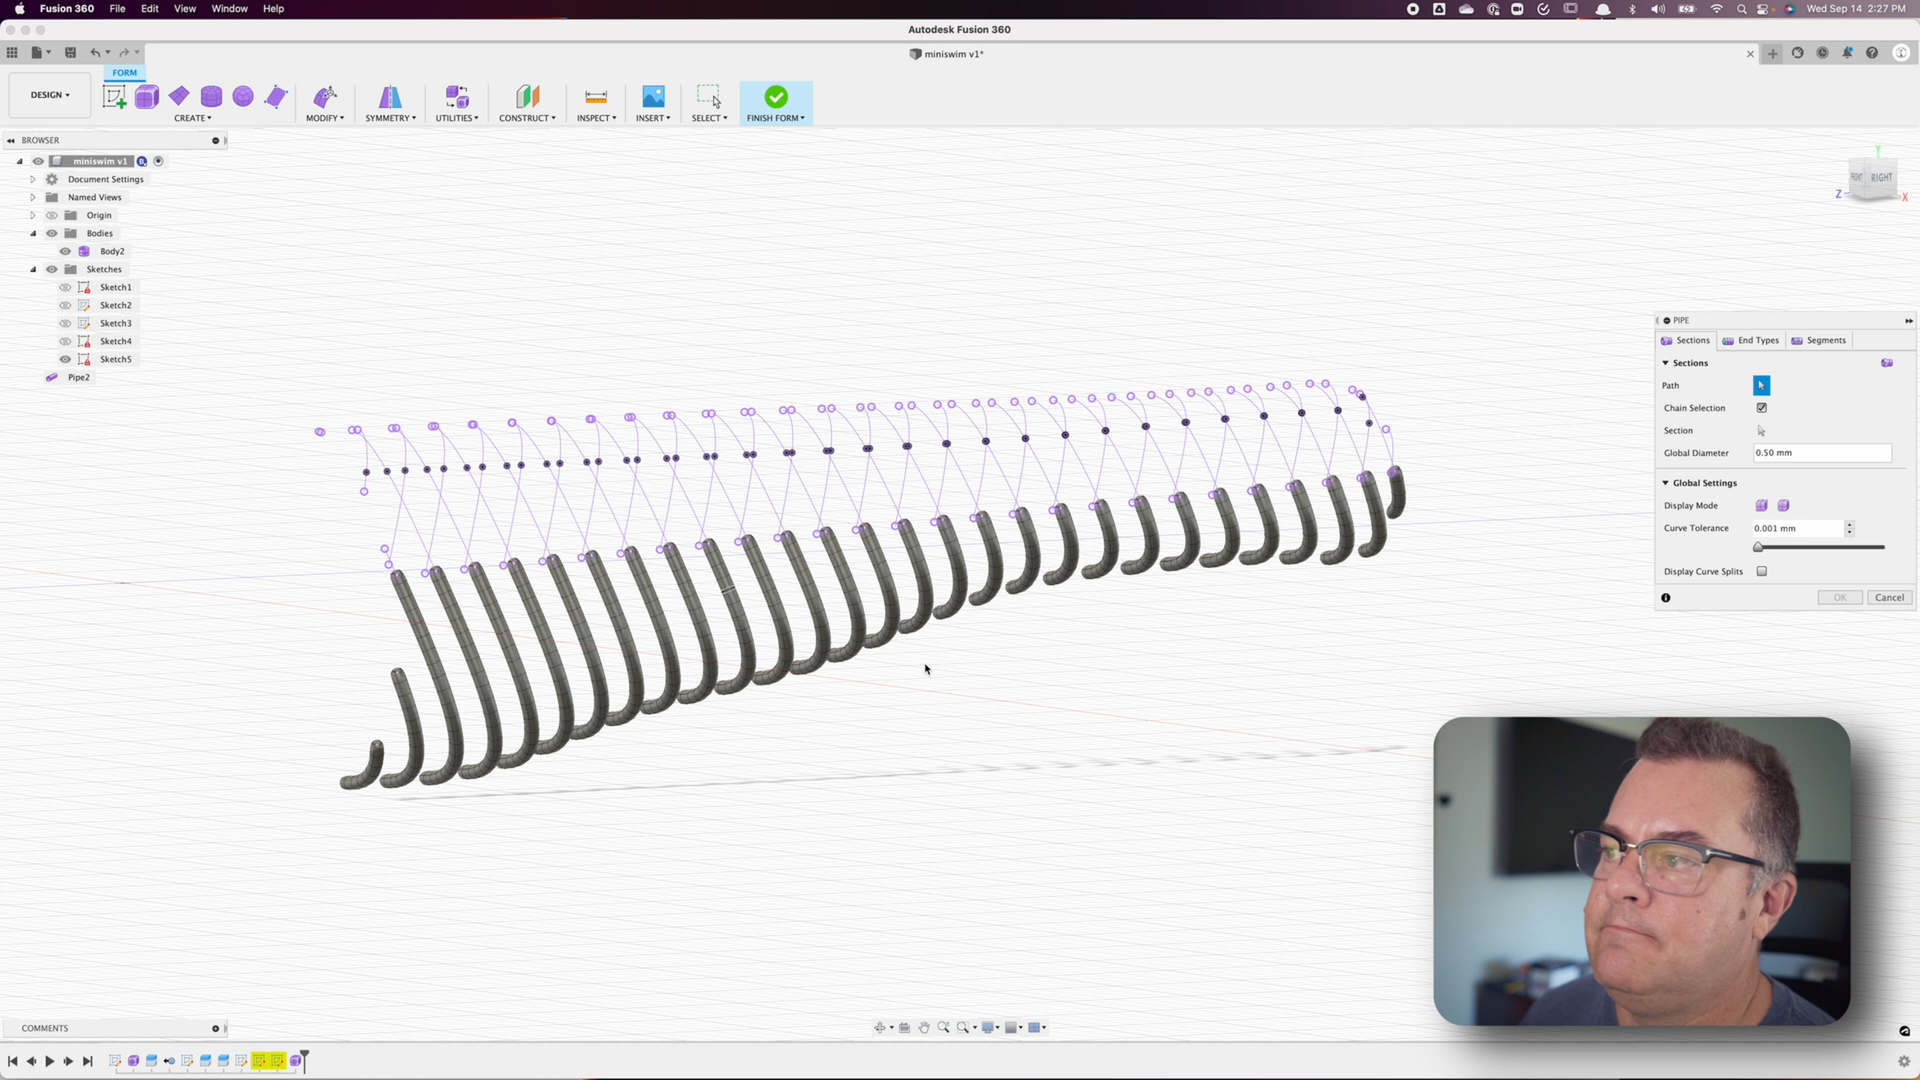 Fusion 360 File Edit View Window Help
Wed Sep 14 2:27 PM
Autodesk Fusion 360
miniswim v1*
FORM
DESIGN
CREATE
MODIFY
SYMMETRY
UTILITIES
CONSTRUCT
INSPECT
INSERT
SELECT
FINISH FORM
BROWSER
miniswim v1
Document Settings
Named Views
Origin
Bodies
Body2
Sketches
Sketch1
Sketch2
Sketch3
Sketch4
Sketch5
Pipe2
Y
FRONT
RIGHT
Z
X
PIPE
Sections End Types Segments
Sections
Path
Chain Selection
Section
Global Diameter 0.50 mm
Global Settings
Display Mode
Curve Tolerance 0.001 mm
Display Curve Splits
OK Cancel
COMMENTS